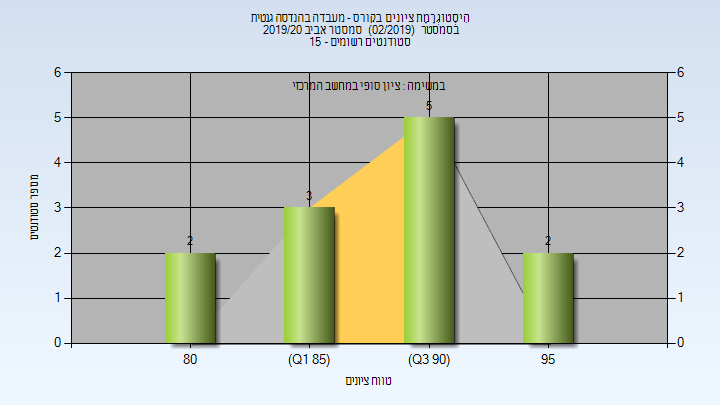 היסטוגרמת ציונים בקורס - מעבדה בהנדסה גנטית
בסמסטר (02/2019) סמסטר אביב 2019/20
סטודנטים רשומים - 15
במשימה : ציון סופי במחשב המרכזי
מספר סטודנטים
6 6
5 5
4 4
3 3
2 2
1 1
0 0
2 3 5 2
80 (Q1 85) (Q3 90) 95
טווח ציונים